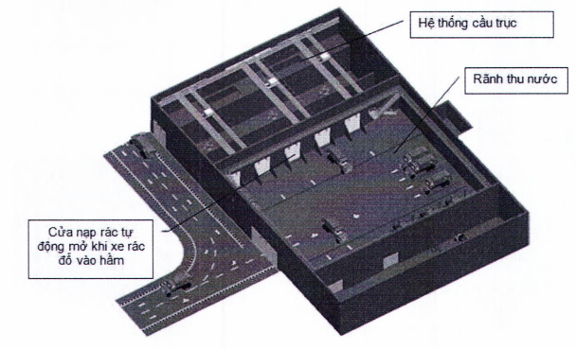 Hệ thống cầu trục
Rãnh thu nước
Cửa nạp rác tự
động mở khi xe rác
đổ vào hầm